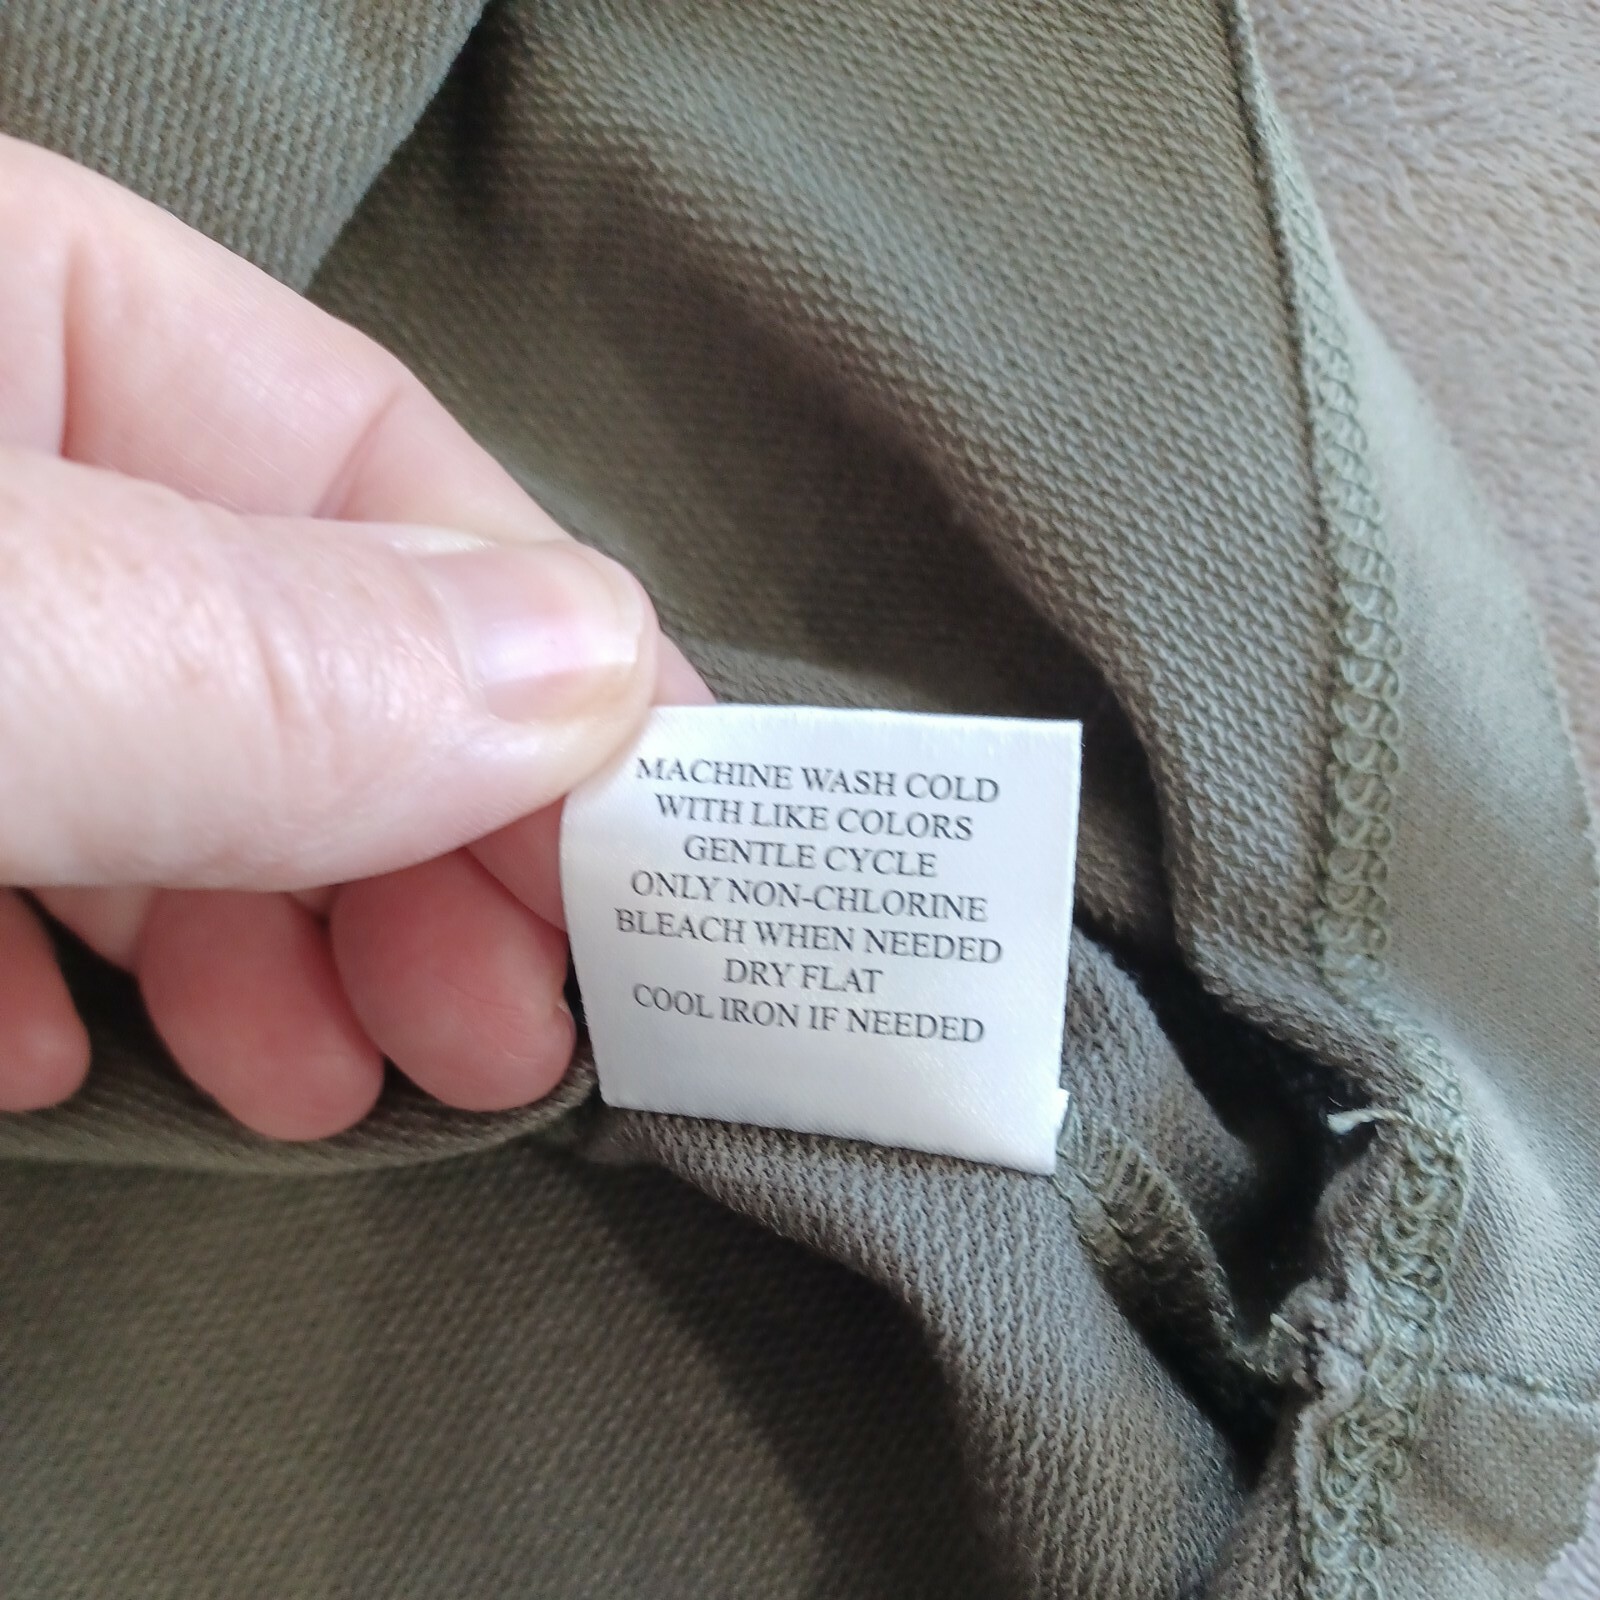 MACHINE WASH COLD
WITH LIKE COLORS
GENTLE CYCLE
ONLY NON-CHLORINE
BLEACH WHEN NEEDED
DRY FLAT
COOL IRON IF NEEDED